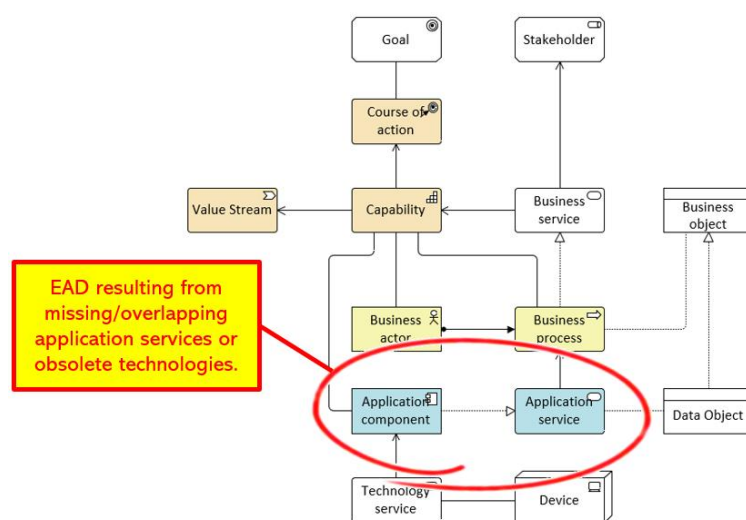 Goal
Stakeholder
Course of
action
Value Stream
Capability
Business
service
Business
object
EAD resulting from
missing/overlapping
application services or
obsolete technologies.
Business
actor
Business
process
Application
component
Application
service
Data Object
Technology
service
Device